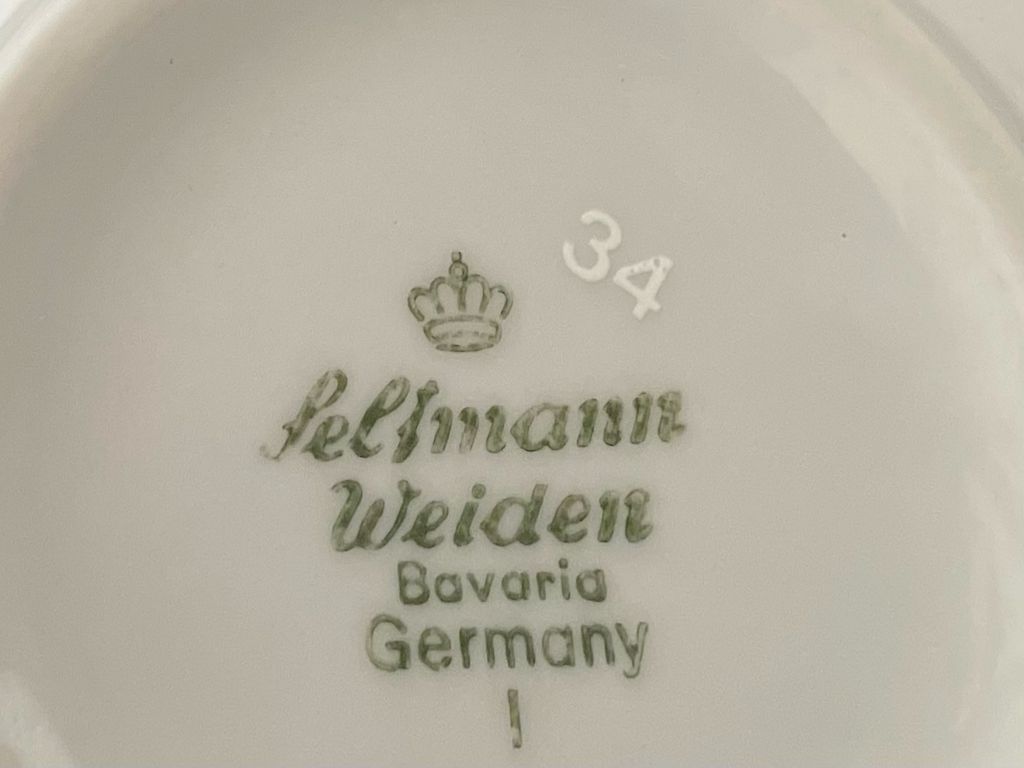 34
Seltmann
Weiden
Bavaria
Germany
I